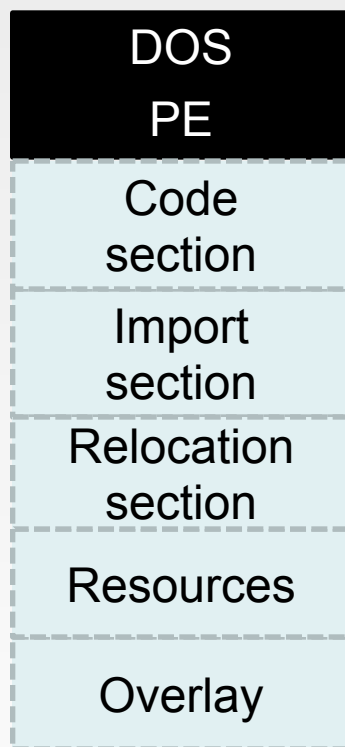 DOS
PE
Code
section
Import
section
Relocation
section
Resources
Overlay